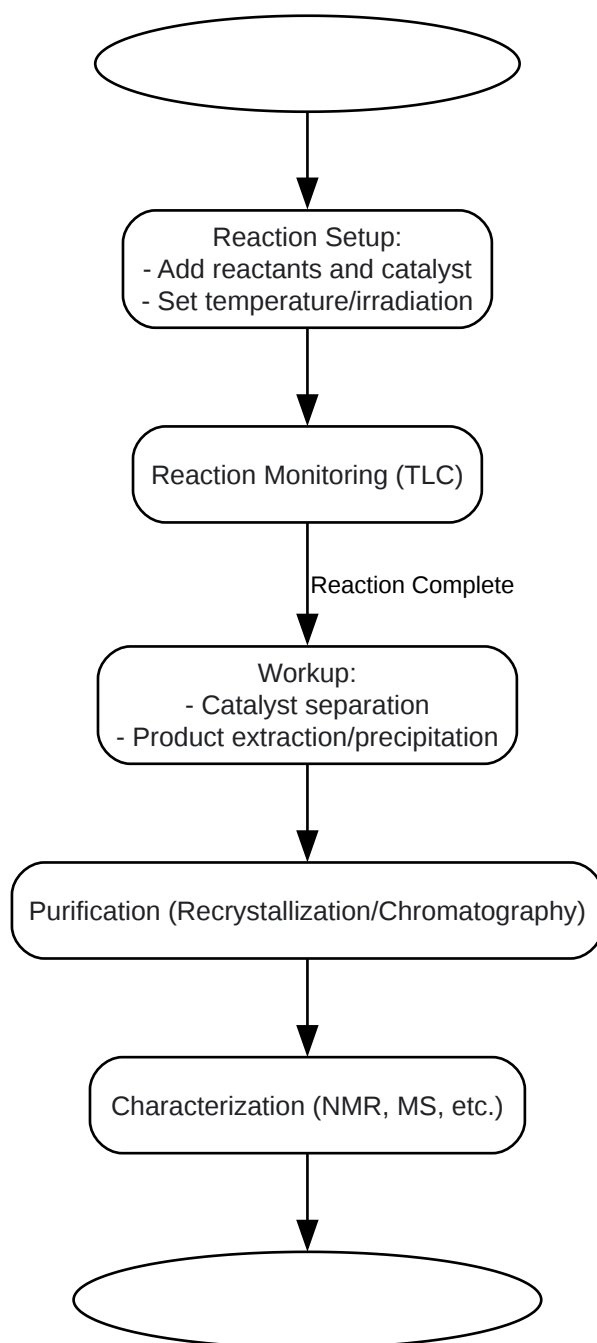 Reaction Setup:
- Add reactants and catalyst
- Set temperature/irradiation
Reaction Monitoring (TLC)
Reaction Complete
Workup:
- Catalyst separation
- Product extraction/precipitation
Purification (Recrystallization/Chromatography)
Characterization (NMR, MS, etc.)